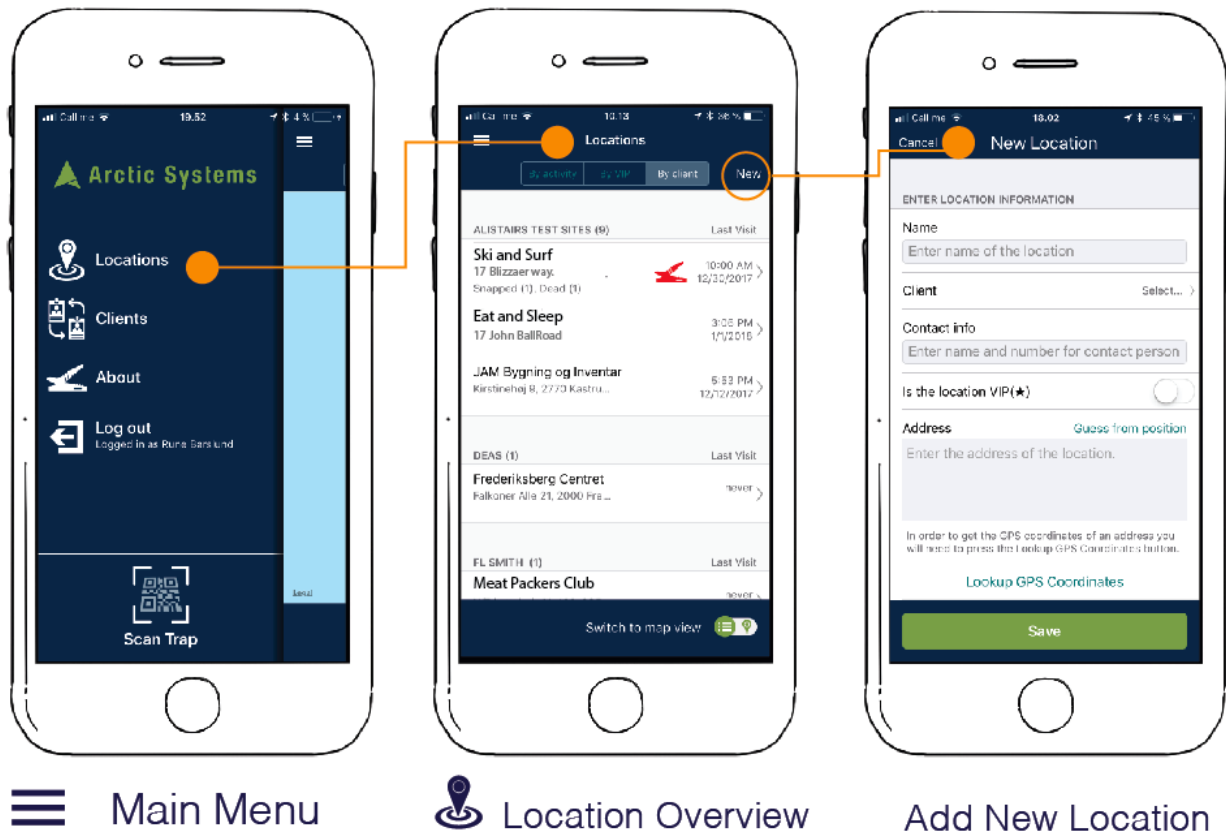 Call me 19.52 4 %
Arctic Systems
Locations
Clients
About
Log out
Logged in as Rune Barslund
Scan Trap
Main Menu
10.13 36 %
Locations
By activity By VIP By client New
ALISTAIRS TEST SITES (9) Last Visit
Ski and Surf
17 Blizzaer way.
10:00 AM
12/30/2017
Snapped (1), Dead (1)
Eat and Sleep
17 John BallRoad
3:06 PM
1/1/2018
JAM Bygning og Inventar
Kirstinehøj 8, 2770 Kastru...
5:53 PM
12/12/2017
DEAS (1) Last Visit
Frederiksberg Centret
Falkoner Alle 21, 2000 Fre...
never
FL SMITH (1) Last Visit
Meat Packers Club
never
Switch to map view
Location Overview
Call me 18.02 45 %
Cancel New Location
ENTER LOCATION INFORMATION
Name
Enter name of the location
Client Select...
Contact info
Enter name and number for contact person
Is the location VIP(★)
Address Guess from position
Enter the address of the location.
In order to get the GPS coordinates of an address you
will need to press the Lookup GPS Coordinates button.
Lookup GPS Coordinates
Save
Add New Location